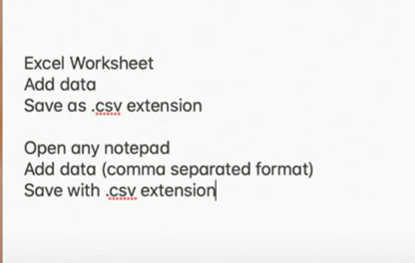 Excel Worksheet
Add data
Save as .csv extension
Open any notepad
Add data (comma separated format)
Save with .csv extension